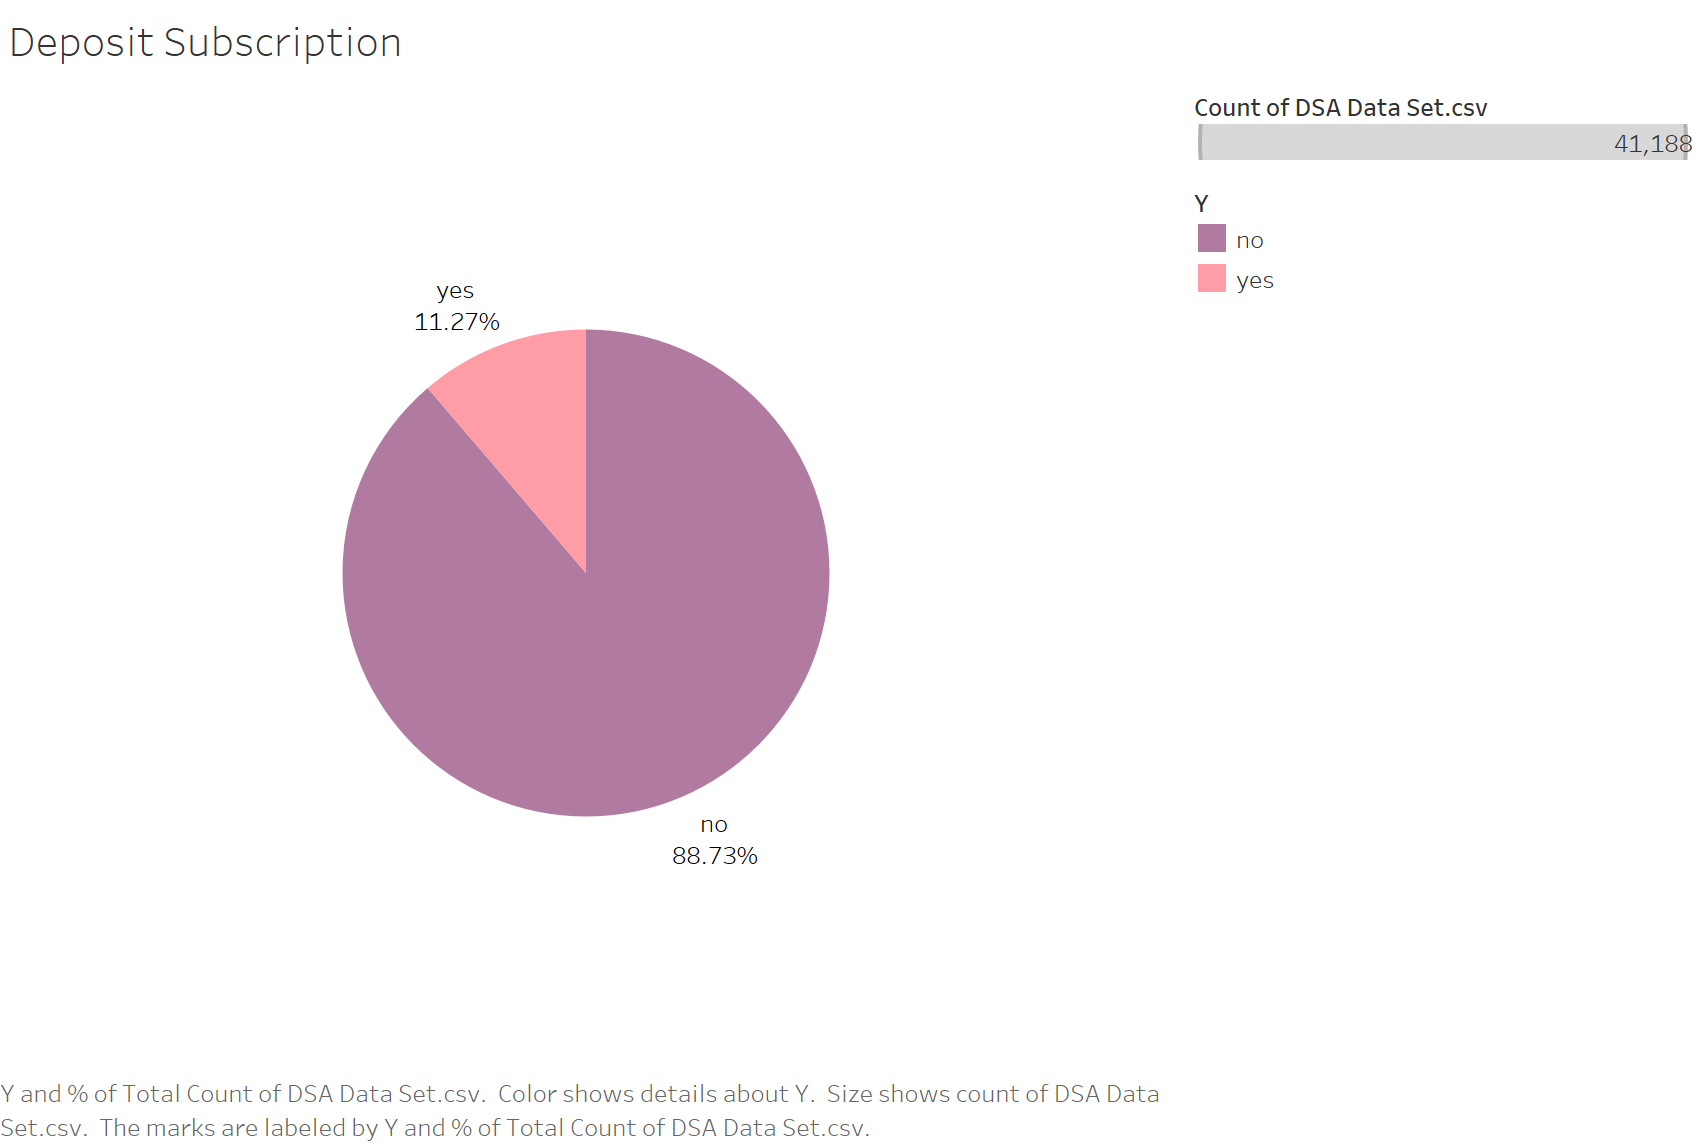 Deposit Subscription
Count of DSA Data Set.csv
41,188
Y
no
yes
yes
11.27%
no
88.73%
Y and % of Total Count of DSA Data Set.csv.  Color shows details about Y.  Size shows count of DSA Data
Set.csv.  The marks are labeled by Y and % of Total Count of DSA Data Set.csv.